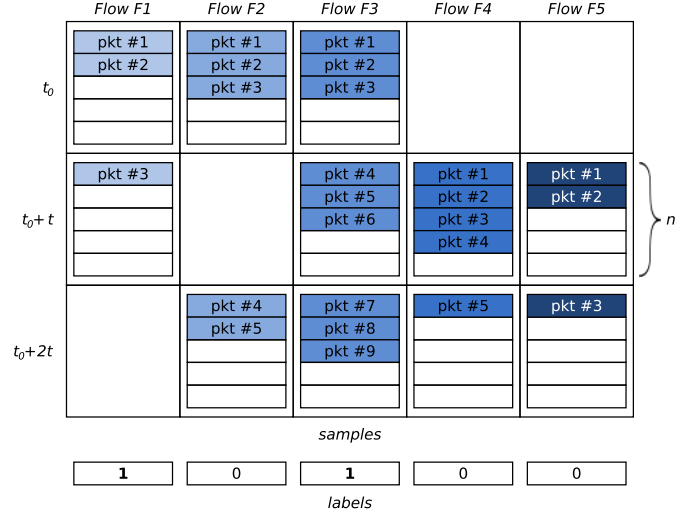 Flow F1 Flow F2 Flow F3 Flow F4 Flow F5
t0
pkt #1 pkt #1 pkt #1
pkt #2 pkt #2 pkt #2
pkt #3 pkt #3
t0+ t
pkt #3 pkt #4 pkt #1 pkt #1
pkt #5 pkt #2 pkt #2
pkt #6 pkt #3
pkt #4
n
t0+2t
pkt #4 pkt #7 pkt #5 pkt #3
pkt #5 pkt #8
pkt #9
samples
1 0 1 0 0
labels